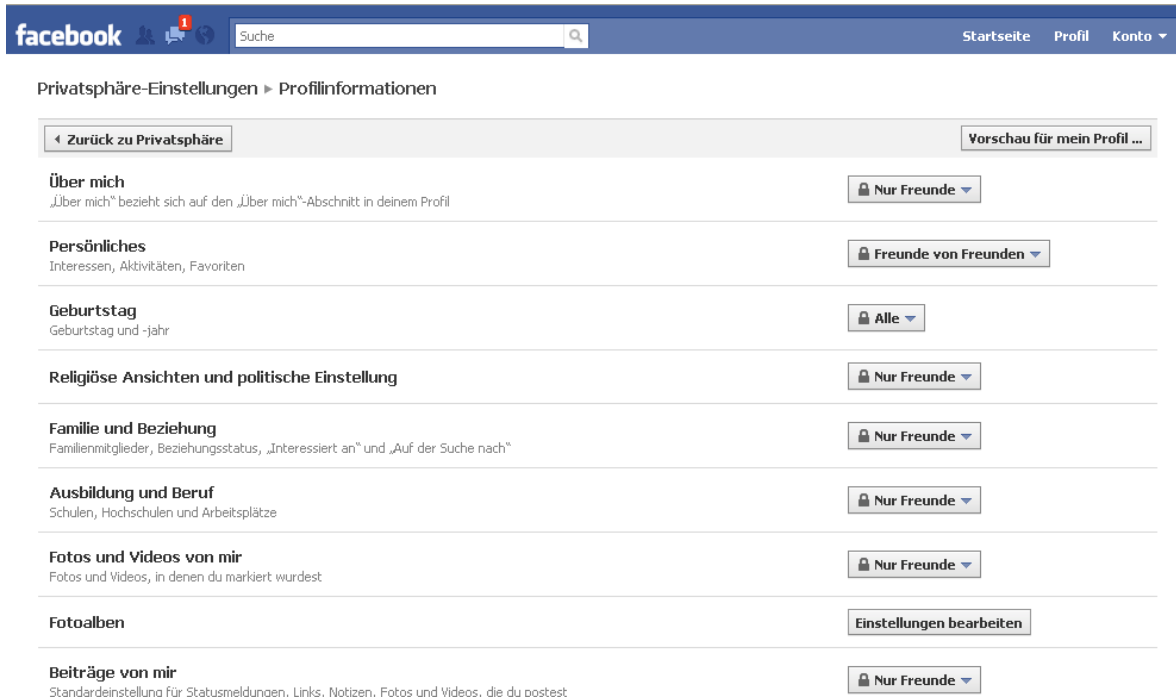 facebook 1 Suche Startseite Profil Konto
Privatsphäre-Einstellungen ▸ Profilinformationen
Zurück zu Privatsphäre Vorschau für mein Profil ...
Über mich Nur Freunde
„Über mich“ bezieht sich auf den „Über mich“-Abschnitt in deinem Profil
Persönliches Freunde von Freunden
Interessen, Aktivitäten, Favoriten
Geburtstag Alle
Geburtstag und -jahr
Religiöse Ansichten und politische Einstellung Nur Freunde
Familie und Beziehung Nur Freunde
Familienmitglieder, Beziehungsstatus, „Interessiert an“ und „Auf der Suche nach“
Ausbildung und Beruf Nur Freunde
Schulen, Hochschulen und Arbeitsplätze
Fotos und Videos von mir Nur Freunde
Fotos und Videos, in denen du markiert wurdest
Fotoalben Einstellungen bearbeiten
Beiträge von mir Nur Freunde
Standardeinstellung für Statusmeldungen, Links, Notizen, Fotos und Videos, die du postest